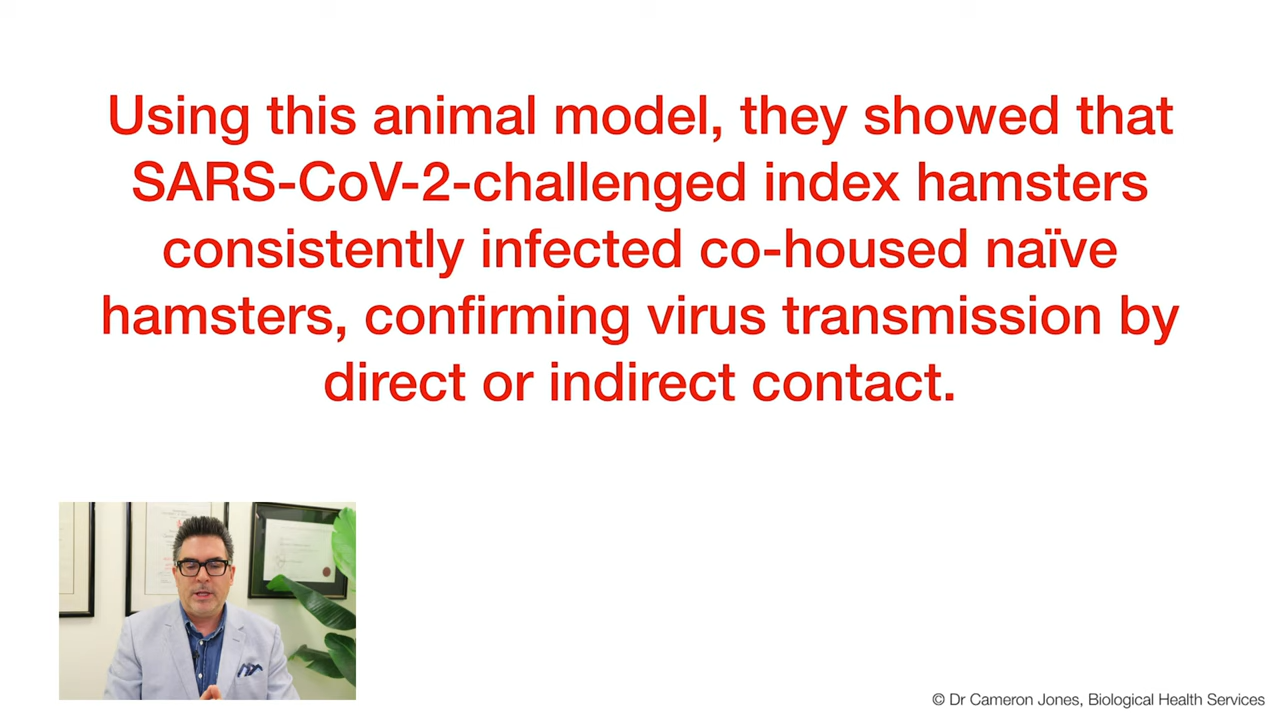 Using this animal model, they showed that
SARS-CoV-2-challenged index hamsters
consistently infected co-housed naïve
hamsters, confirming virus transmission by
direct or indirect contact.
© Dr Cameron Jones, Biological Health Services